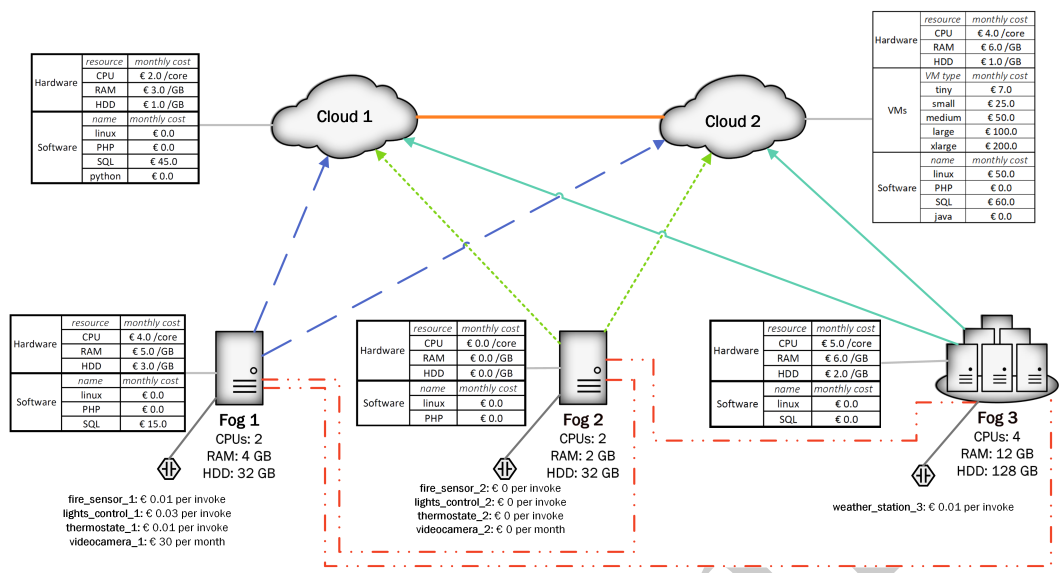 resource monthly cost
Hardware CPU € 2.0 /core
RAM € 3.0 /GB
HDD € 1.0 /GB
Software name monthly cost
linux € 0.0
PHP € 0.0
SQL € 45.0
python € 0.0
Cloud 1
Cloud 2
resource monthly cost
Hardware CPU € 4.0 /core
RAM € 6.0 /GB
HDD € 1.0 /GB
VMs VM type monthly cost
tiny € 7.0
small € 25.0
medium € 50.0
large € 100.0
xlarge € 200.0
Software name monthly cost
linux € 50.0
PHP € 0.0
SQL € 60.0
java € 0.0
resource monthly cost
Hardware CPU € 4.0 /core
RAM € 5.0 /GB
HDD € 3.0 /GB
Software name monthly cost
linux € 0.0
PHP € 0.0
SQL € 15.0
Fog 1
CPUs: 2
RAM: 4 GB
HDD: 32 GB
fire_sensor_1: € 0.01 per invoke
lights_control_1: € 0.03 per invoke
thermostate_1: € 0.01 per invoke
videocamera_1: € 30 per month
resource monthly cost
Hardware CPU € 0.0 /core
RAM € 0.0 /GB
HDD € 0.0 /GB
Software name monthly cost
linux € 0.0
PHP € 0.0
Fog 2
CPUs: 2
RAM: 2 GB
HDD: 32 GB
fire_sensor_2: € 0 per invoke
lights_control_2: € 0 per invoke
thermostate_2: € 0 per invoke
videocamera_2: € 0 per month
resource monthly cost
Hardware CPU € 5.0 /core
RAM € 6.0 /GB
HDD € 2.0 /GB
Software name monthly cost
linux € 0.0
SQL € 0.0
Fog 3
CPUs: 4
RAM: 12 GB
HDD: 128 GB
weather_station_3: € 0.01 per invoke